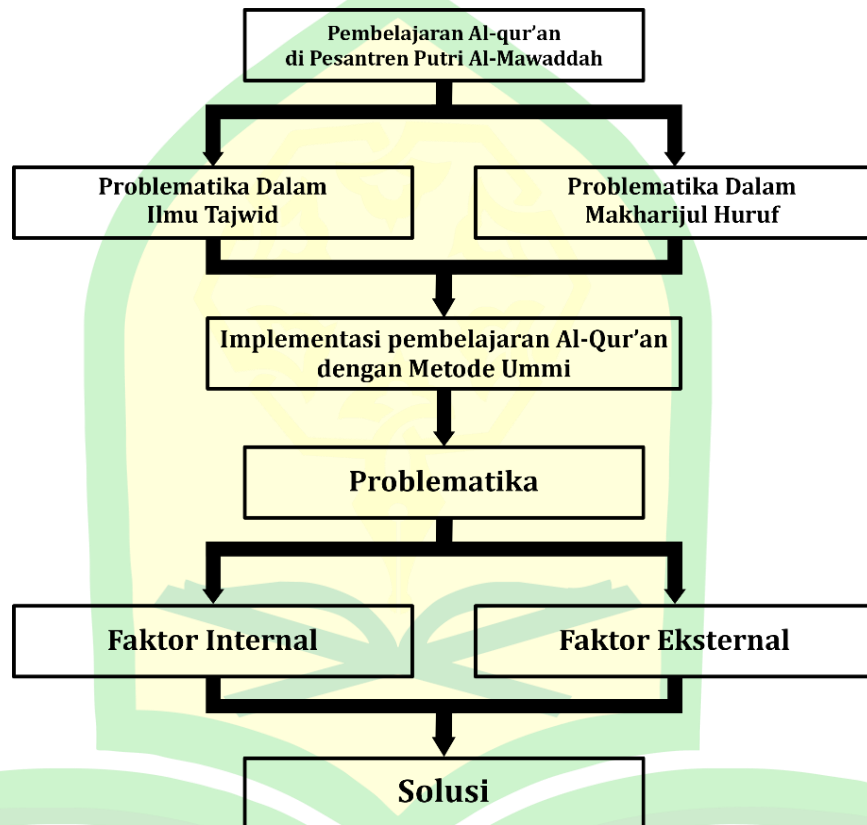 Pembelajaran Al-qur’an
di Pesantren Putri Al-Mawaddah
Problematika Dalam
Ilmu Tajwid
Problematika Dalam
Makharijul Huruf
Implementasi pembelajaran Al-Qur’an
dengan Metode Ummi
Problematika
Faktor Internal
Faktor Eksternal
Solusi